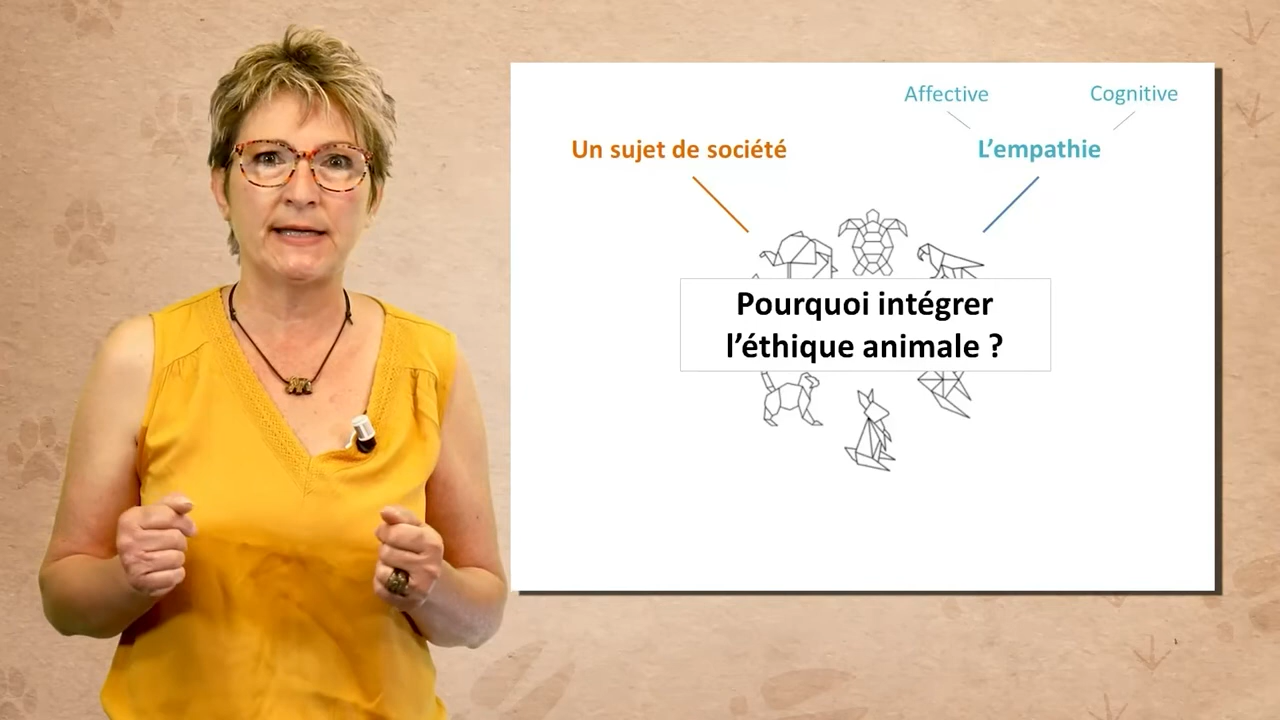 Affective
Cognitive
Un sujet de société
L’empathie
Pourquoi intégrer
l’éthique animale ?